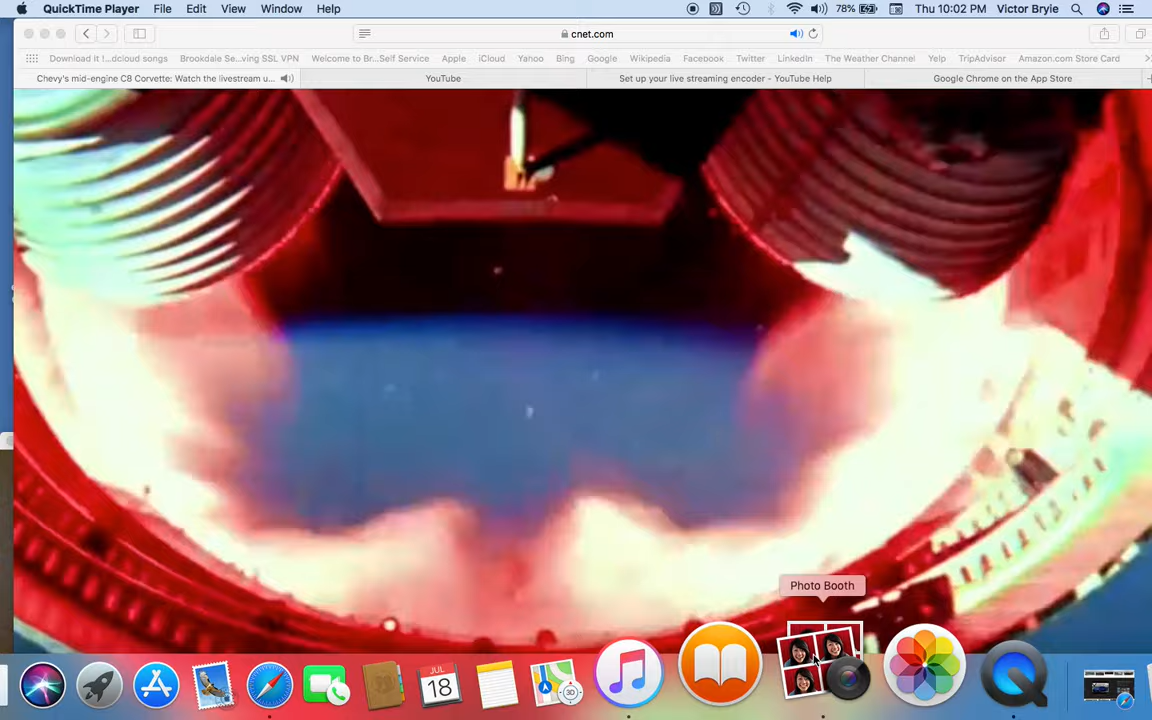 QuickTime Player File Edit View Window Help 78% Thu 10:02 PM Victor Bryie
cnet.com
Download It !...dcloud songs Brookdale Se...ving SSL VPN Welcome to Br...f Self Service Apple iCloud Yahoo Bing Google Wikipedia Facebook Twitter LinkedIn The Weather Channel Yelp TripAdvisor Amazon.com Store Card
Chevy's mid-engine C8 Corvette: Watch the livestream u... YouTube Set up your live streaming encoder - YouTube Help Google Chrome on the App Store
Photo Booth
JUL
18
3D